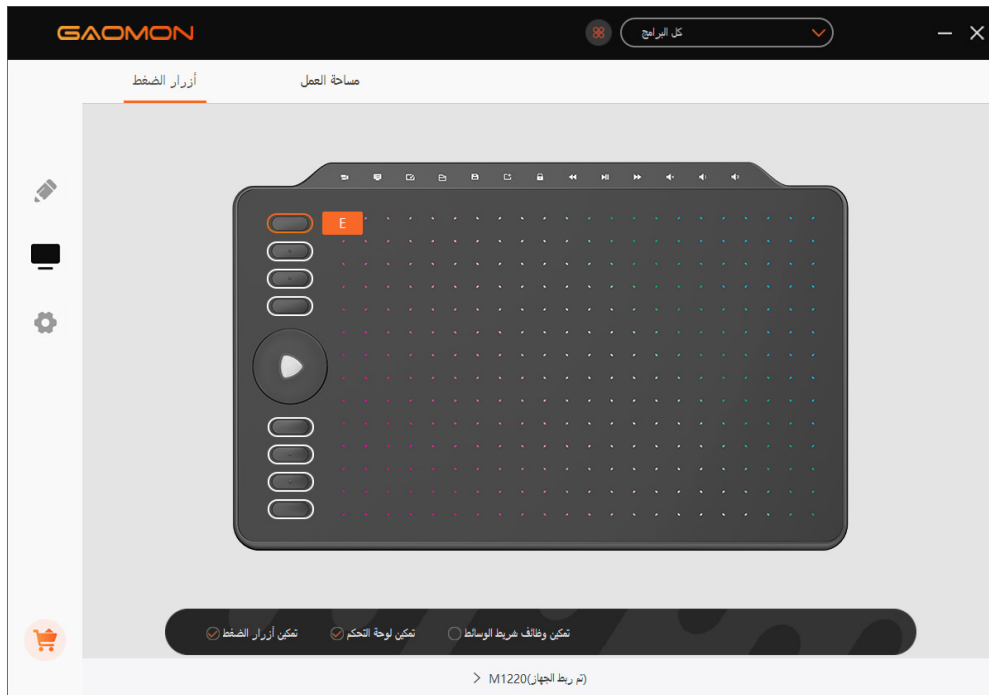 GAOMON
كل البرامج
أزرار الضغط
مساحة العمل
E
تمكين أزرار الضغط
تمكين لوحة التحكم
تمكين وظائف شريط الوسائط
M1220(تم ربط الجهاز)